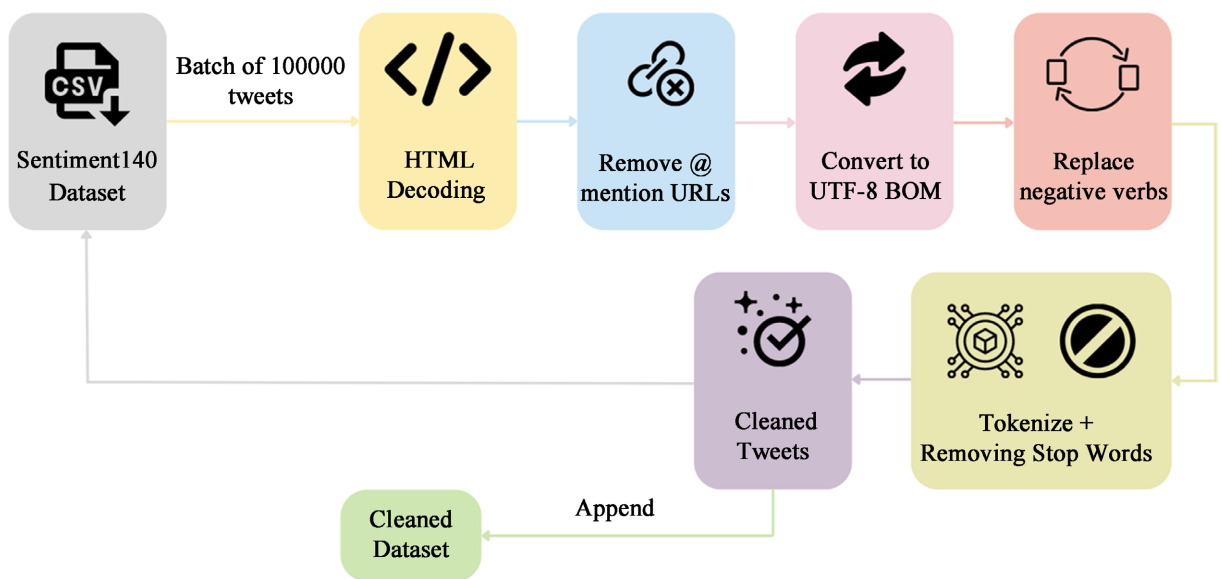 CSV
Sentiment140
Dataset
Batch of 100000
tweets
HTML
Decoding
Remove @
mention URLs
Convert to
UTF-8 BOM
Replace
negative verbs
Tokenize +
Removing Stop Words
Cleaned
Tweets
Append
Cleaned
Dataset